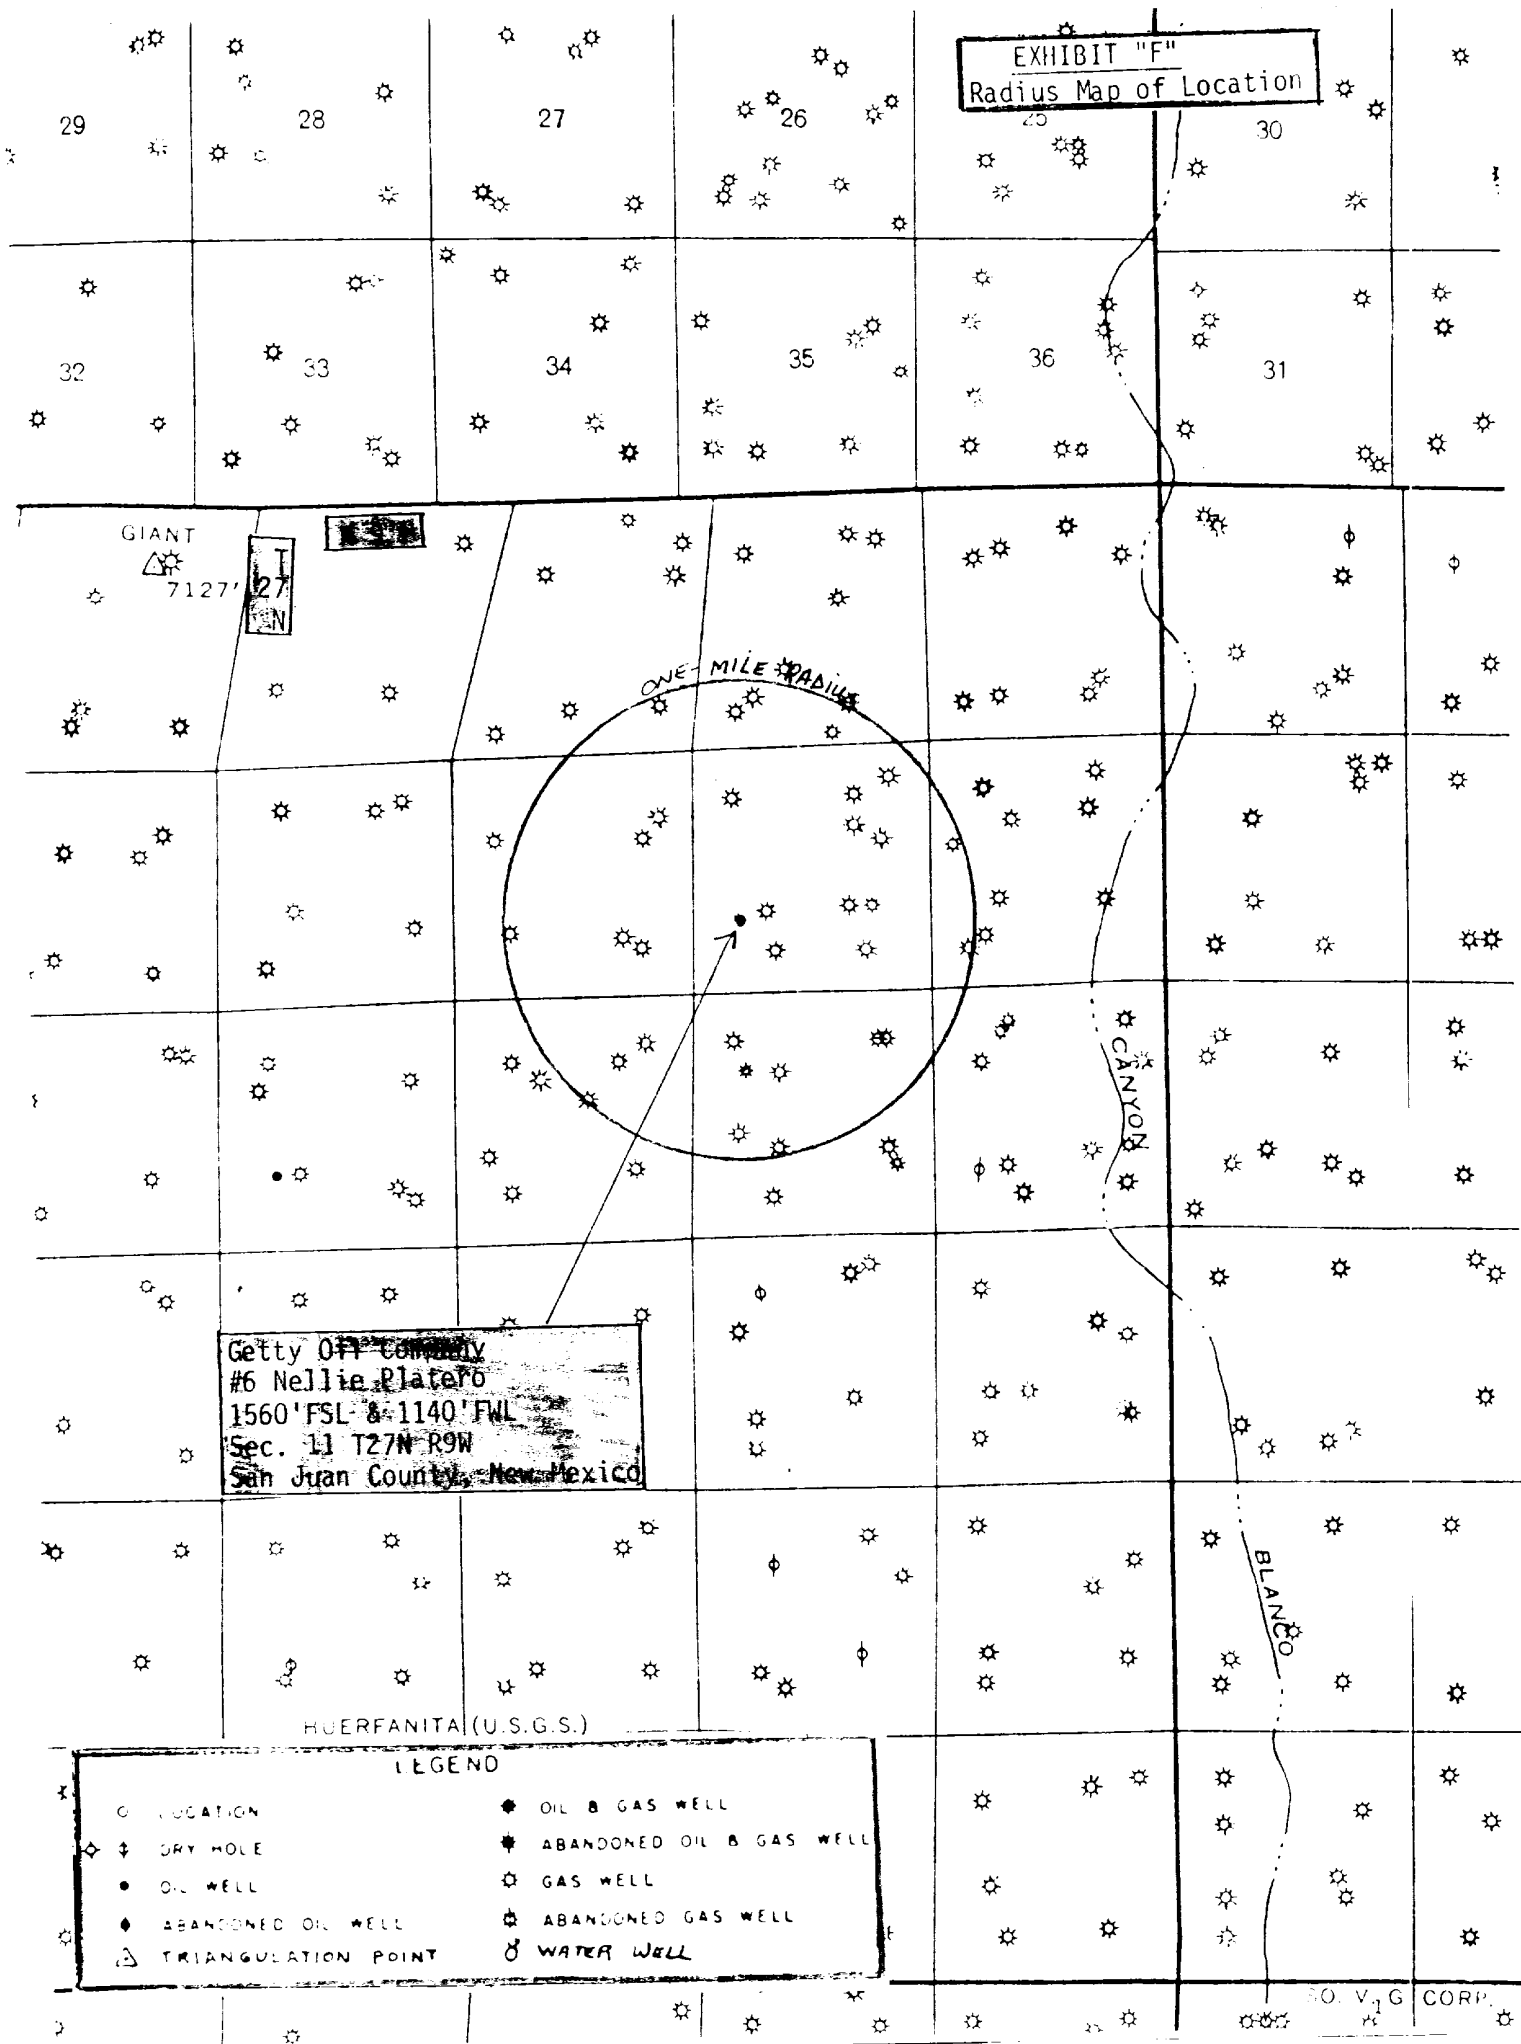 EXHIBIT "F"
Radius Map of Location
29
28
27
26
25
30
32
33
34
35
36
31
GIANT
7127'
T
27
N
ONE-MILE RADIUS
CANYON
Getty Oil Company
#6 Nellie Platero
1560'FSL & 1140'FWL
Sec. 11 T27N R9W
San Juan County, New Mexico
BLANCO
HUERFANITA (U.S.G.S.)
LEGEND
LOCATION
DRY HOLE
OIL WELL
ABANDONED OIL WELL
TRIANGULATION POINT
OIL & GAS WELL
ABANDONED OIL & GAS WELL
GAS WELL
ABANDONED GAS WELL
WATER WELL
CORP.